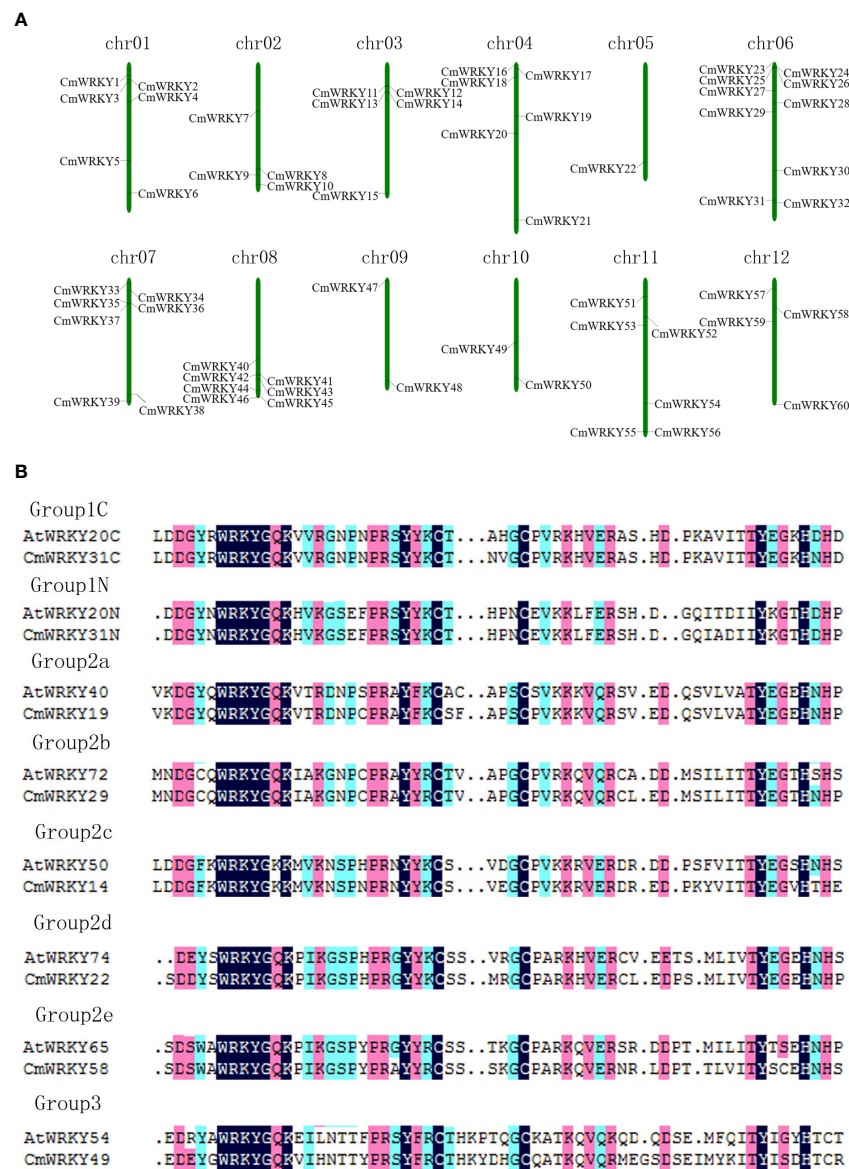 A
chr01 chr02 chr03 chr04 chr05 chr06
CmWRKY1
CmWRKY2
CmWRKY3
CmWRKY4
CmWRKY5
CmWRKY6
CmWRKY7
CmWRKY8
CmWRKY9
CmWRKY10
CmWRKY11
CmWRKY12
CmWRKY13
CmWRKY14
CmWRKY15
CmWRKY16
CmWRKY17
CmWRKY18
CmWRKY19
CmWRKY20
CmWRKY21
CmWRKY22
CmWRKY23
CmWRKY24
CmWRKY25
CmWRKY26
CmWRKY27
CmWRKY28
CmWRKY29
CmWRKY30
CmWRKY31
CmWRKY32
chr07 chr08 chr09 chr10 chr11 chr12
CmWRKY33
CmWRKY34
CmWRKY35
CmWRKY36
CmWRKY37
CmWRKY39
CmWRKY38
CmWRKY40
CmWRKY41
CmWRKY42
CmWRKY43
CmWRKY44
CmWRKY45
CmWRKY46
CmWRKY47
CmWRKY48
CmWRKY49
CmWRKY50
CmWRKY51
CmWRKY52
CmWRKY53
CmWRKY54
CmWRKY55
CmWRKY56
CmWRKY57
CmWRKY58
CmWRKY59
CmWRKY60
B
Group1C
AtWRKY20C LDDGYRWRKYGQKVVRGNPNPRSYYKCT...AHGCPVRKHVERAS.HD.PKAVITTYEGKHDHD
CmWRKY31C LDDGYRWRKYGQKVVRGNPNPRSYYKCT...NVGCPVRKHVERAS.HD.PKAVITTYEGKHNHD
Group1N
AtWRKY20N .DDGYNWRKYGQKHVKGSEFPRSYYKCT...HPNCEVKKLFERSH.D..GQITDIIYKGTHDHP
CmWRKY31N .DDGYNWRKYGQKHVKGSEFPRSYYKCT...HPNCEVKKLFERSH.D..GQIADIIYKGTHDHP
Group2a
AtWRKY40 VKDGYQWRKYGQKVTRDNPSPRAYFKCAC..APSCSVKKKVQRSV.ED.QSVLVATYEGEHNHP
CmWRKY19 VKDGYQWRKYGQKVTRDNPCPRAYFKCSF..APSCPVKKKVQRSV.ED.QSVLVATYEGEHNHP
Group2b
AtWRKY72 MNDGCQWRKYGQKIAKGNPCPRAYYRCTV..APGCPVRKQVQRCA.DD.MSILITTYEGTHSHS
CmWRKY29 MNDGCQWRKYGQKIAKGNPCPRAYYRCTV..APGCPVRKQVQRCL.ED.MSILITTYEGTHNHP
Group2c
AtWRKY50 LDDGFKWRKYGKKMVKNSPHPRNYYKCS...VDGCPVKKRVERDR.DD.PSFVITTYEGSHNHS
CmWRKY14 LDDGFKWRKYGKKMVKNSPNPRNYYKCS...VEGCPVKKRVERDR.ED.PKYVITTYEGVHTHE
Group2d
AtWRKY74 ..DEYSWRKYGQKPIKGSPHPRGYYKCSS..VRGCPARKHVERCV.EETS.MLIVTYEGEHNHS
CmWRKY22 .SDDYSWRKYGQKPIKGSPHPRGYYKCSS..MRGCPARKHVERCL.EDPS.MLIVTYEGEHNHP
Group2e
AtWRKY65 .SDSWAWRKYGQKPIKGSPYPRGYYRCSS..TKGCPARKQVERSR.DDPT.MILITYTSEHNHP
CmWRKY58 .SDSWAWRKYGQKPIKGSPYPRAYYRCSS..SKGCPARKQVERNR.LDPT.TLVITYSCEHNHS
Group3
AtWRKY54 .EDRYAWRKYGQKEILNTTFPRSYFRCTHKPTQGCKATKQVQKQD.QDSE.MFQITYIGYHTCT
CmWRKY49 .EDEYGWRKYGQKVIHNTTYPRSYFRCTHKYDHGCQATKQVQRMEGSDSEIMYKITYISDHTCR